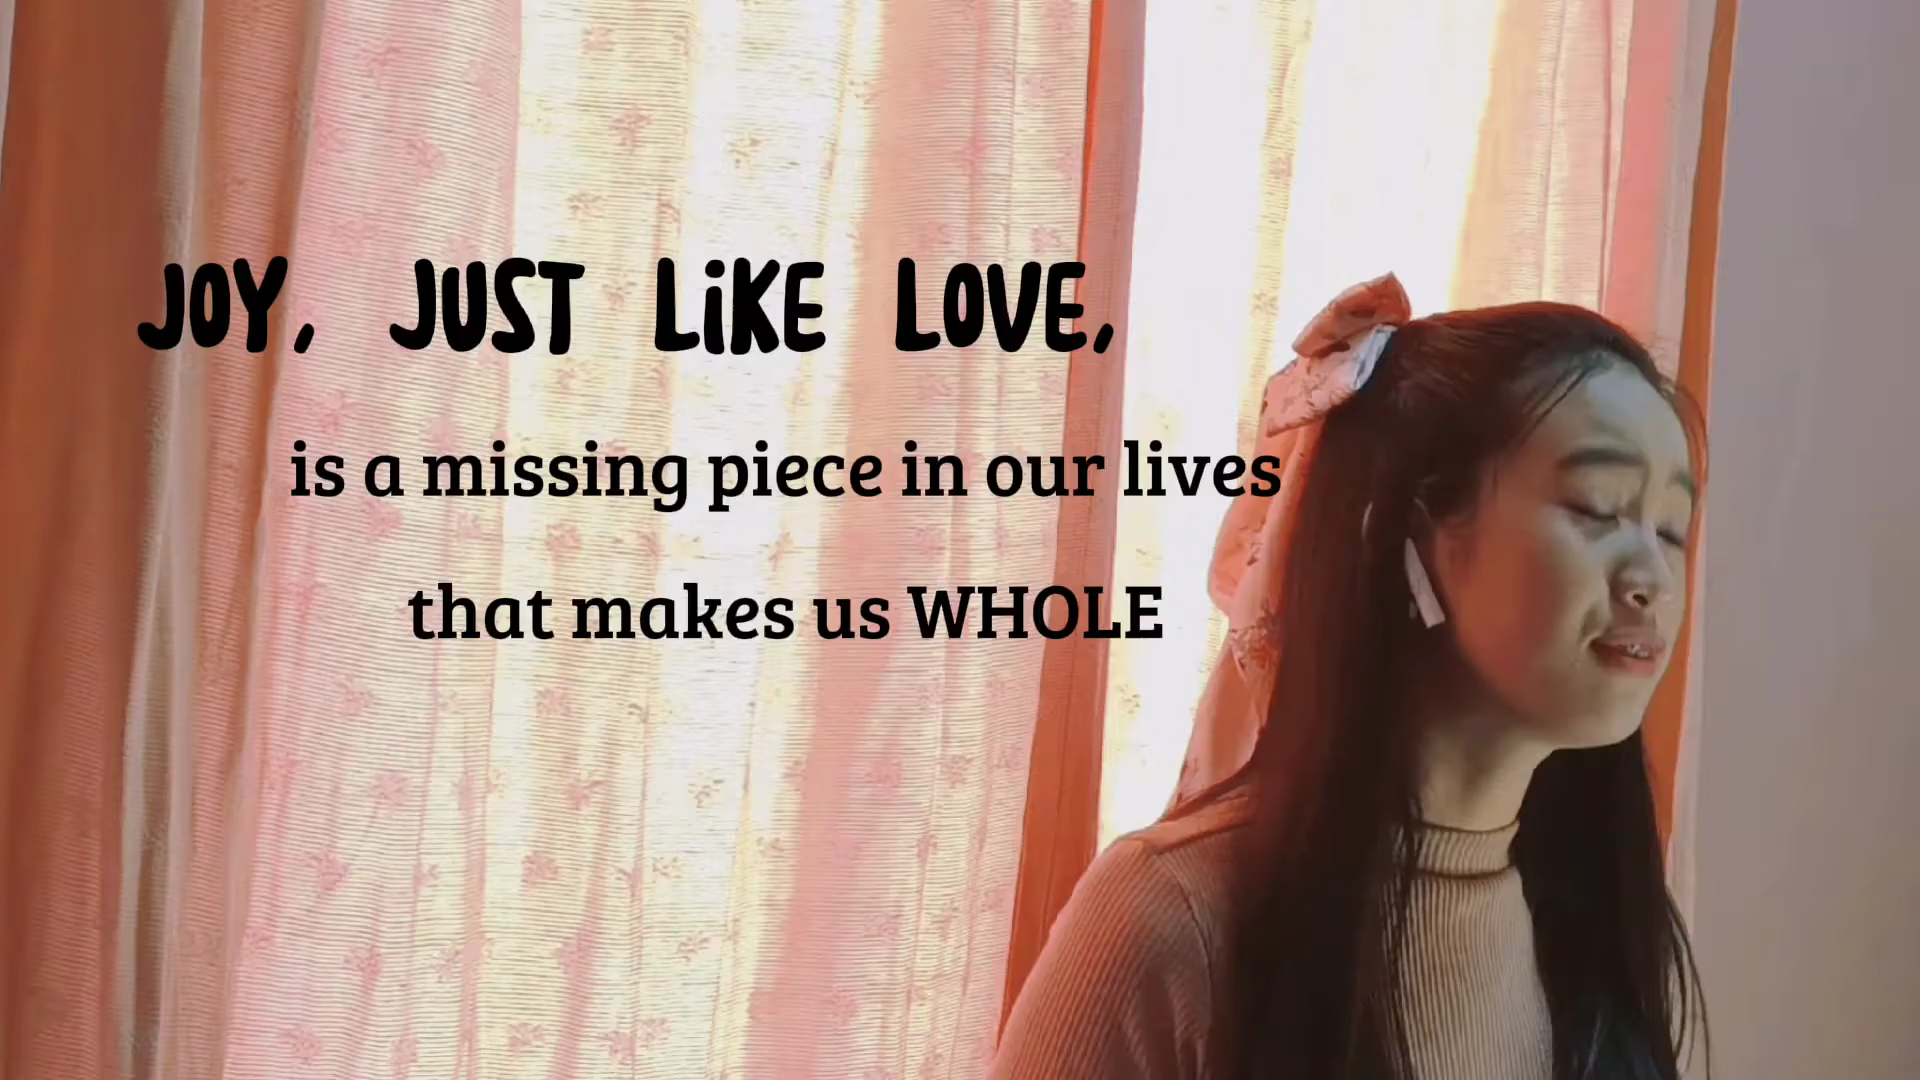 JOY, JUST LiKE LOVE,
is a missing piece in our lives
that makes us WHOLE